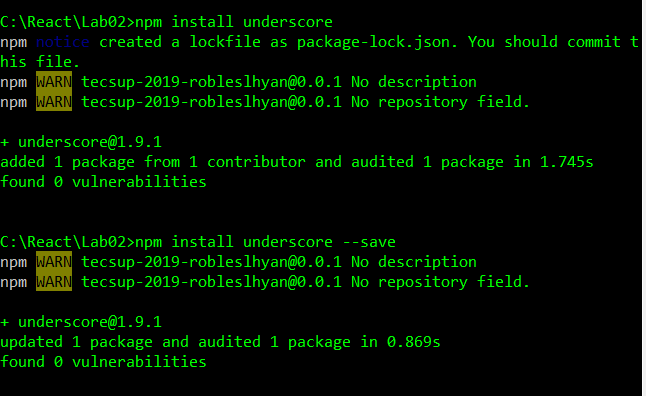 C:\React\Lab02>npm install underscore
npm notice created a lockfile as package-lock.json. You should commit t
his file.
npm WARN tecsup-2019-robleslhyan@0.0.1 No description
npm WARN tecsup-2019-robleslhyan@0.0.1 No repository field.
+ underscore@1.9.1
added 1 package from 1 contributor and audited 1 package in 1.745s
found 0 vulnerabilities
C:\React\Lab02>npm install underscore --save
npm WARN tecsup-2019-robleslhyan@0.0.1 No description
npm WARN tecsup-2019-robleslhyan@0.0.1 No repository field.
+ underscore@1.9.1
updated 1 package and audited 1 package in 0.869s
found 0 vulnerabilities